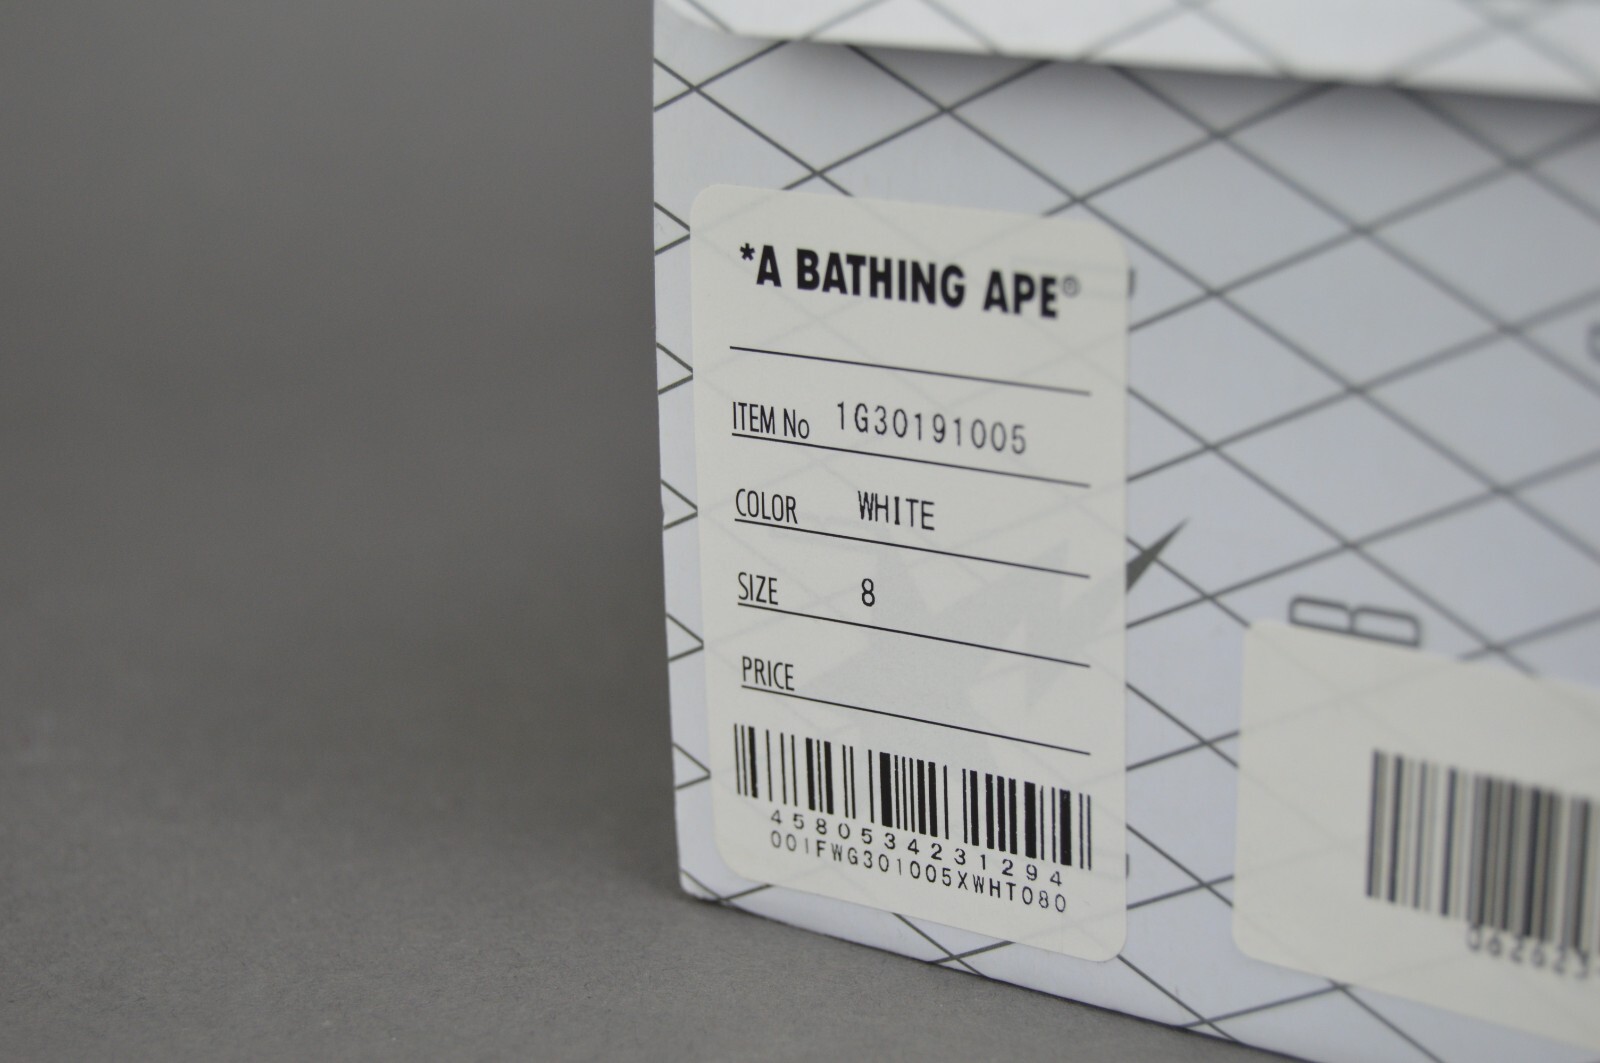 *A BATHING APE®
ITEM No 1G30191005
COLOR WHITE
SIZE 8
PRICE
4580534231294
001FWG301005XWHT080
B